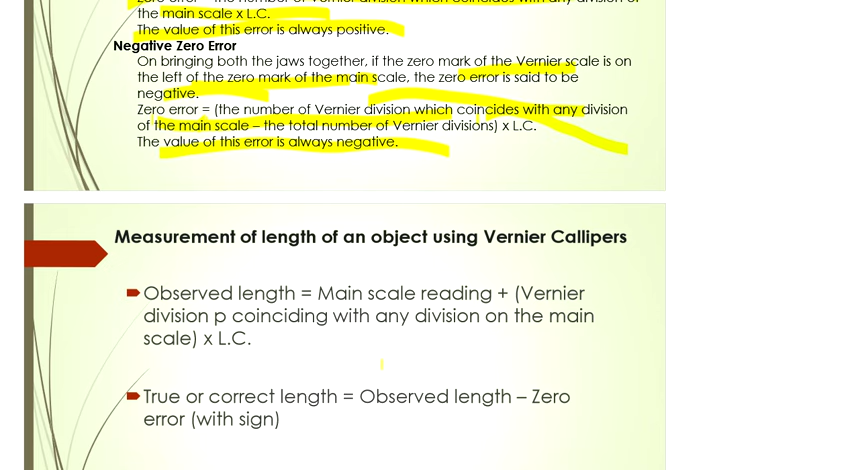 the main scale x L.C.
The value of this error is always positive.
Negative Zero Error
On bringing both the jaws together, if the zero mark of the Vernier scale is on
the left of the zero mark of the main scale, the zero error is said to be
negative.
Zero error = (the number of Vernier division which coincides with any division
of the main scale – the total number of Vernier divisions) x L.C.
The value of this error is always negative.
Measurement of length of an object using Vernier Callipers
Observed length = Main scale reading + (Vernier
division p coinciding with any division on the main
scale) x L.C.
True or correct length = Observed length – Zero
error (with sign)